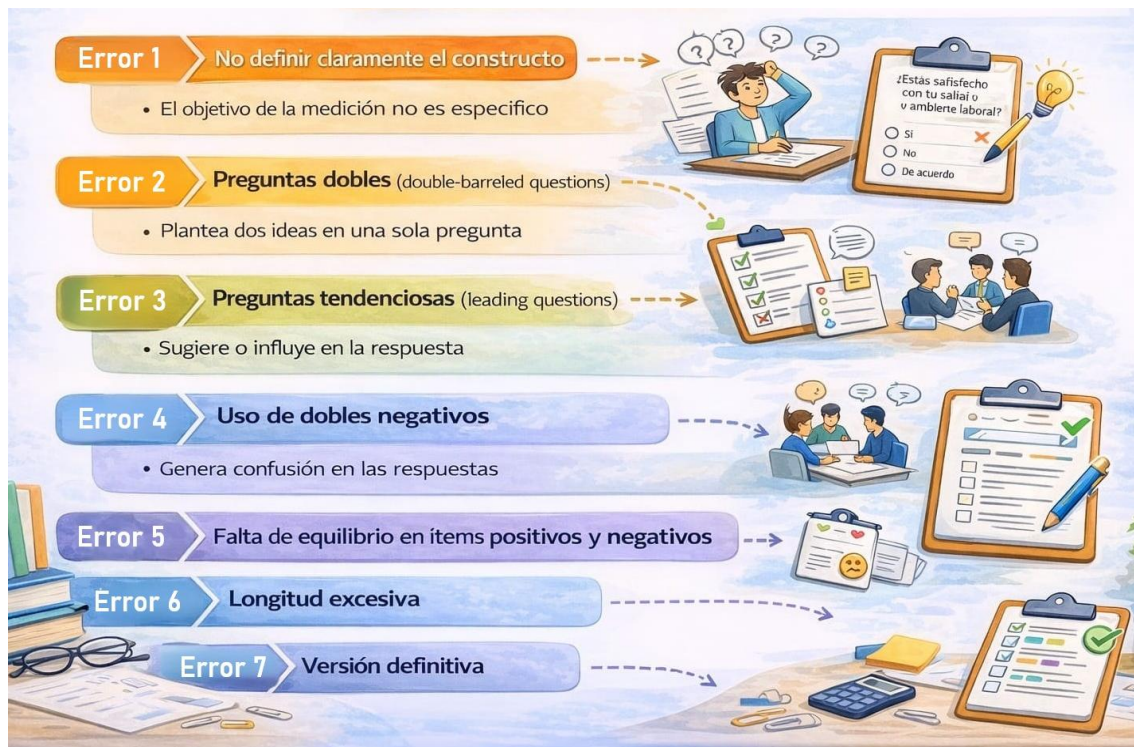 Error 1
No definir claramente el constructo
• El objetivo de la medición no es especifico
¿Estás safisfecho
con tu saliaí o
v ambierte laboral?
Sí
No
De acuerdo
Error 2
Preguntas dobles (double-barreled questions)
• Plantea dos ideas en una sola pregunta
Error 3
Preguntas tendenciosas (leading questions)
• Sugiere o influye en la respuesta
Error 4
Uso de dobles negativos
• Genera confusión en las respuestas
Error 5
Falta de equilibrio en ítems positivos y negativos
Error 6
Longitud excesiva
Error 7
Versión definitiva